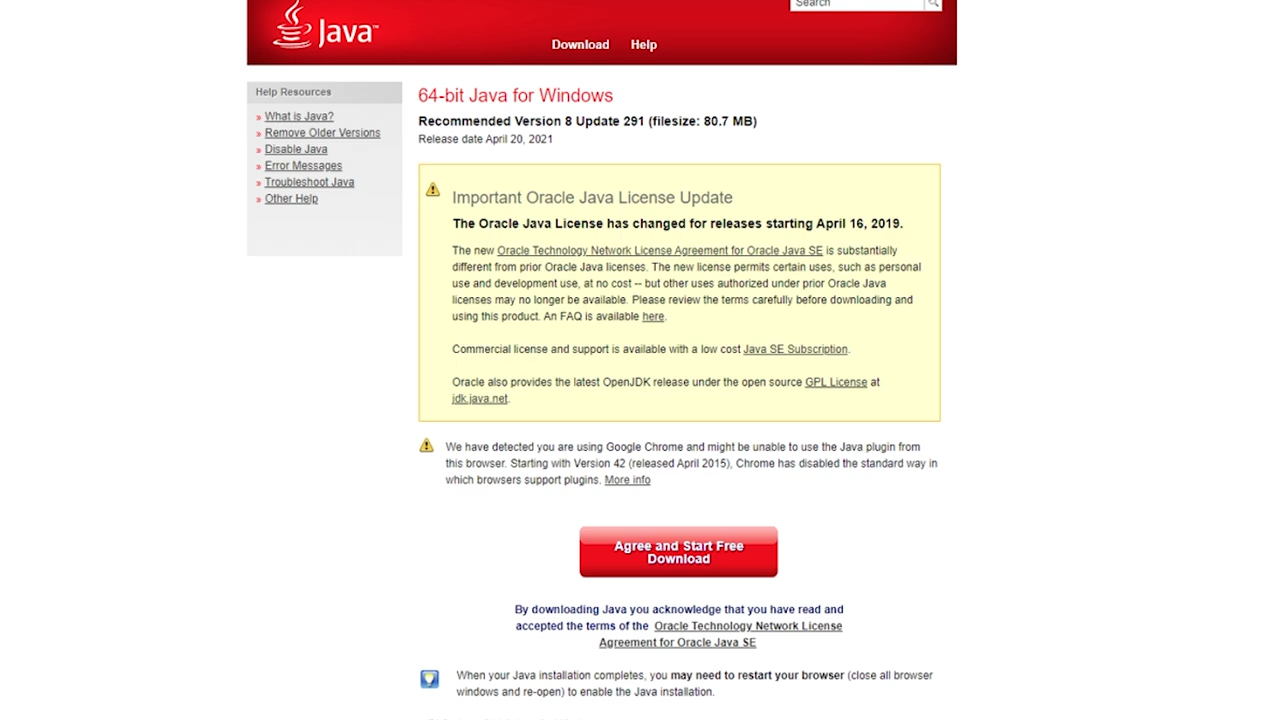 Search
Java™
Download Help
Help Resources
» What is Java?
» Remove Older Versions
» Disable Java
» Error Messages
» Troubleshoot Java
» Other Help
64-bit Java for Windows
Recommended Version 8 Update 291 (filesize: 80.7 MB)
Release date April 20, 2021
Important Oracle Java License Update
The Oracle Java License has changed for releases starting April 16, 2019.
The new Oracle Technology Network License Agreement for Oracle Java SE is substantially
different from prior Oracle Java licenses. The new license permits certain uses, such as personal
use and development use, at no cost -- but other uses authorized under prior Oracle Java
licenses may no longer be available. Please review the terms carefully before downloading and
using this product. An FAQ is available here.
Commercial license and support is available with a low cost Java SE Subscription.
Oracle also provides the latest OpenJDK release under the open source GPL License at
jdk.java.net.
We have detected you are using Google Chrome and might be unable to use the Java plugin from
this browser. Starting with Version 42 (released April 2015), Chrome has disabled the standard way in
which browsers support plugins. More info
Agree and Start Free
Download
By downloading Java you acknowledge that you have read and
accepted the terms of the Oracle Technology Network License
Agreement for Oracle Java SE
When your Java installation completes, you may need to restart your browser (close all browser
windows and re-open) to enable the Java installation.